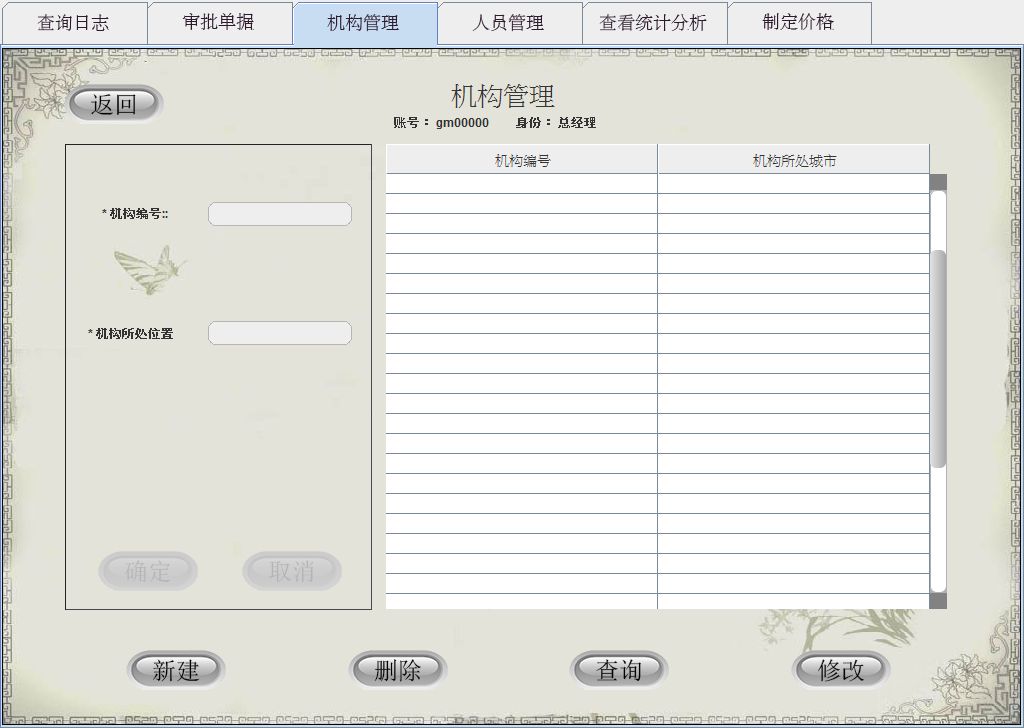 查询日志 审批单据 机构管理 人员管理 查看统计分析 制定价格
返回
机构管理
账号： gm00000 身份： 总经理
机构编号 机构所处城市
*机构编号::
*机构所处位置
确定 取消
新建 删除 查询 修改